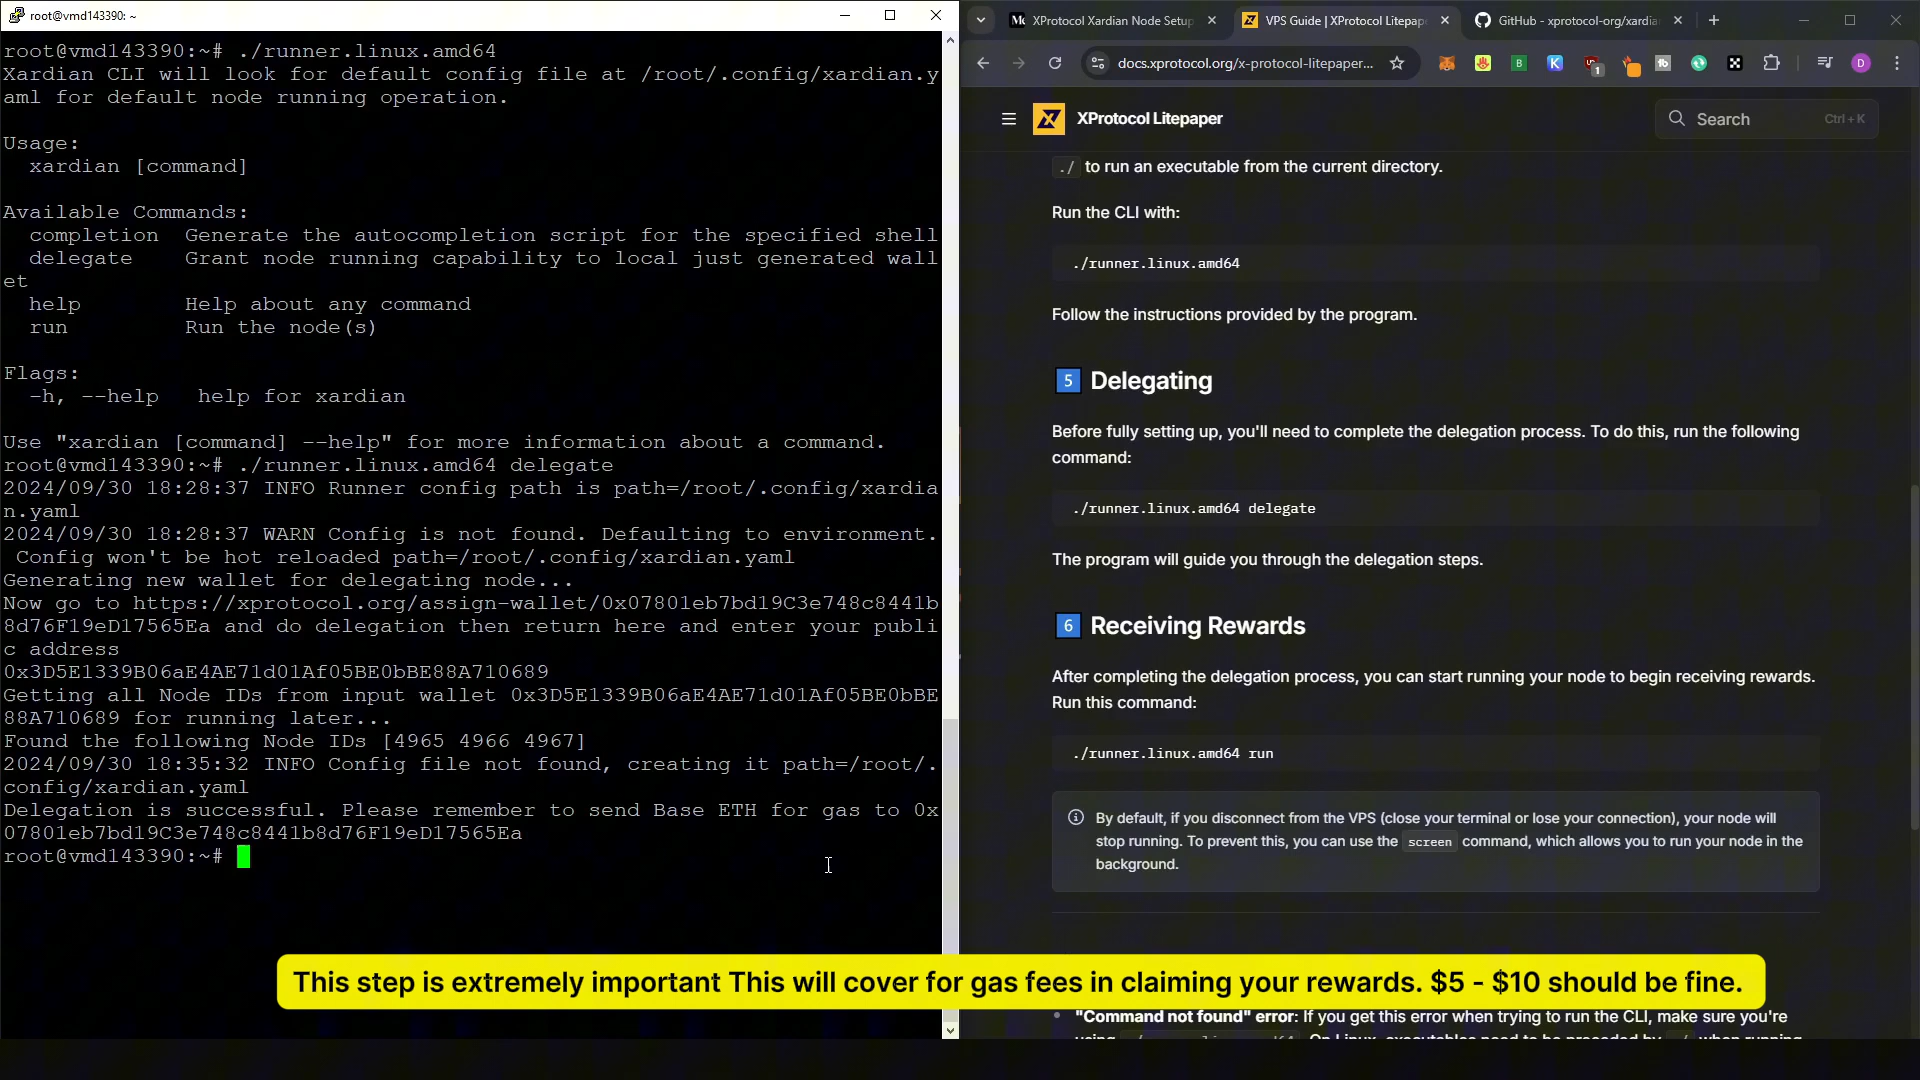 root@vmd143390: ~
root@vmd143390:~# ./runner.linux.amd64
Xardian CLI will look for default config file at /root/.config/xardian.y
aml for default node running operation.
Usage:
xardian [command]
Available Commands:
completion Generate the autocompletion script for the specified shell
delegate Grant node running capability to local just generated wall
et
help Help about any command
run Run the node(s)
Flags:
-h, --help help for xardian
Use "xardian [command] --help" for more information about a command.
root@vmd143390:~# ./runner.linux.amd64 delegate
2024/09/30 18:28:37 INFO Runner config path is path=/root/.config/xardia
n.yaml
2024/09/30 18:28:37 WARN Config is not found. Defaulting to environment.
Config won't be hot reloaded path=/root/.config/xardian.yaml
Generating new wallet for delegating node...
Now go to https://xprotocol.org/assign-wallet/0x07801eb7bd19C3e748c8441b
8d76F19eD17565Ea and do delegation then return here and enter your publi
c address
0x3D5E1339B06aE4AE71d01Af05BE0bBE88A710689
Getting all Node IDs from input wallet 0x3D5E1339B06aE4AE71d01Af05BE0bBE
88A710689 for running later...
Found the following Node IDs [4965 4966 4967]
2024/09/30 18:35:32 INFO Config file not found, creating it path=/root/.
config/xardian.yaml
Delegation is successful. Please remember to send Base ETH for gas to 0x
07801eb7bd19C3e748c8441b8d76F19eD17565Ea
root@vmd143390:~#
XProtocol Xardian Node Setup
VPS Guide | XProtocol Litepap
GitHub - xprotocol-org/xardia
docs.xprotocol.org/x-protocol-litepaper...
XProtocol Litepaper
Search
Ctrl + K
./ to run an executable from the current directory.
Run the CLI with:
./runner.linux.amd64
Follow the instructions provided by the program.
5 Delegating
Before fully setting up, you'll need to complete the delegation process. To do this, run the following
command:
./runner.linux.amd64 delegate
The program will guide you through the delegation steps.
6 Receiving Rewards
After completing the delegation process, you can start running your node to begin receiving rewards.
Run this command:
./runner.linux.amd64 run
By default, if you disconnect from the VPS (close your terminal or lose your connection), your node will
stop running. To prevent this, you can use the screen command, which allows you to run your node in the
background.
This step is extremely important This will cover for gas fees in claiming your rewards. $5 - $10 should be fine.
"Command not found" error: If you get this error when trying to run the CLI, make sure you're